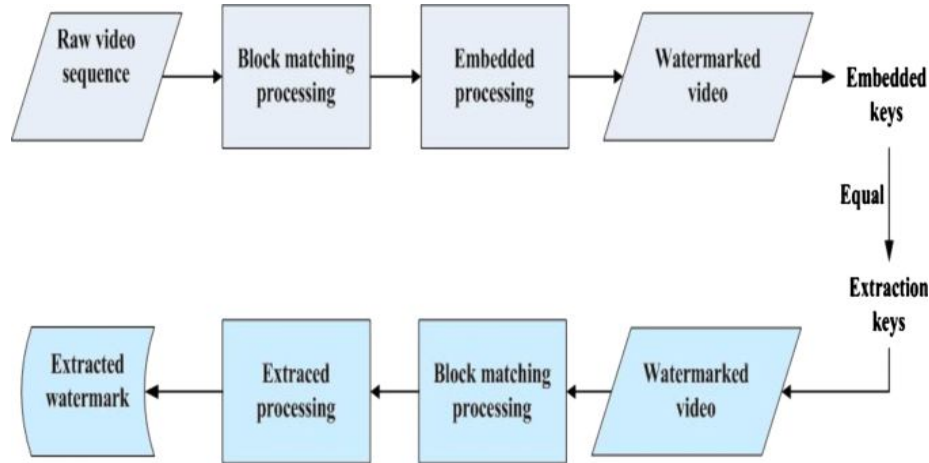 Raw video
sequence
Block matching
processing
Embedded
processing
Watermarked
video
Embedded
keys
Equal
Extraction
keys
Extracted
watermark
Extraced
processing
Block matching
processing
Watermarked
video